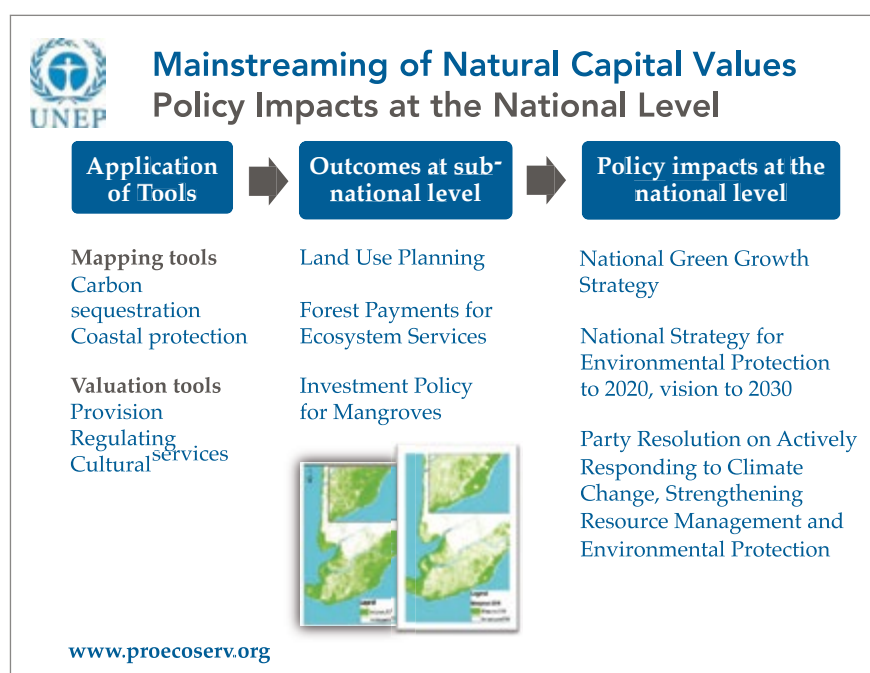 UNEP
Mainstreaming of Natural Capital Values
Policy Impacts at the National Level
Application
of Tools
Outcomes at sub-
national level
Policy impacts at the
national level
Mapping tools
Carbon
sequestration
Coastal protection
Valuation tools
Provision
Regulating
Cultural services
Land Use Planning
Forest Payments for
Ecosystem Services
Investment Policy
for Mangroves
Legend
Legend
National Green Growth
Strategy
National Strategy for
Environmental Protection
to 2020, vision to 2030
Party Resolution on Actively
Responding to Climate
Change, Strengthening
Resource Management and
Environmental Protection
www.proecoserv.org